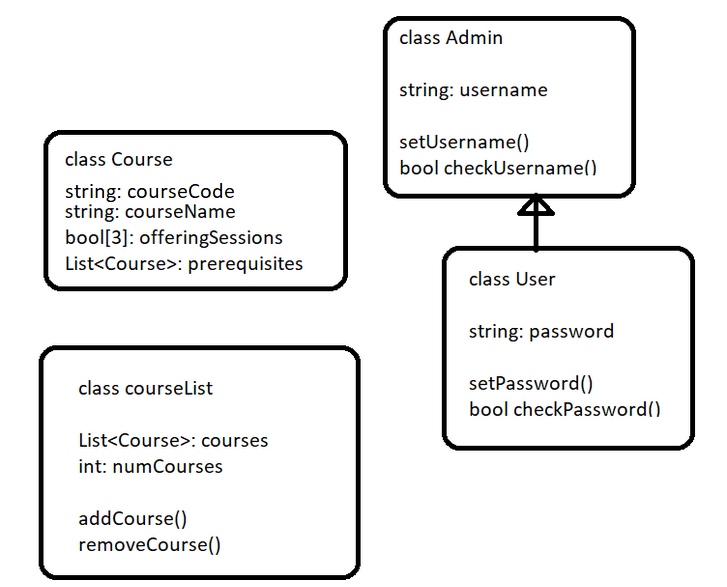 class Admin
string: username
setUsername()
bool checkUsername()
class Course
string: courseCode
string: courseName
bool[3]: offeringSessions
List<Course>: prerequisites
class User
string: password
setPassword()
bool checkPassword()
class courseList
List<Course>: courses
int: numCourses
addCourse()
removeCourse()